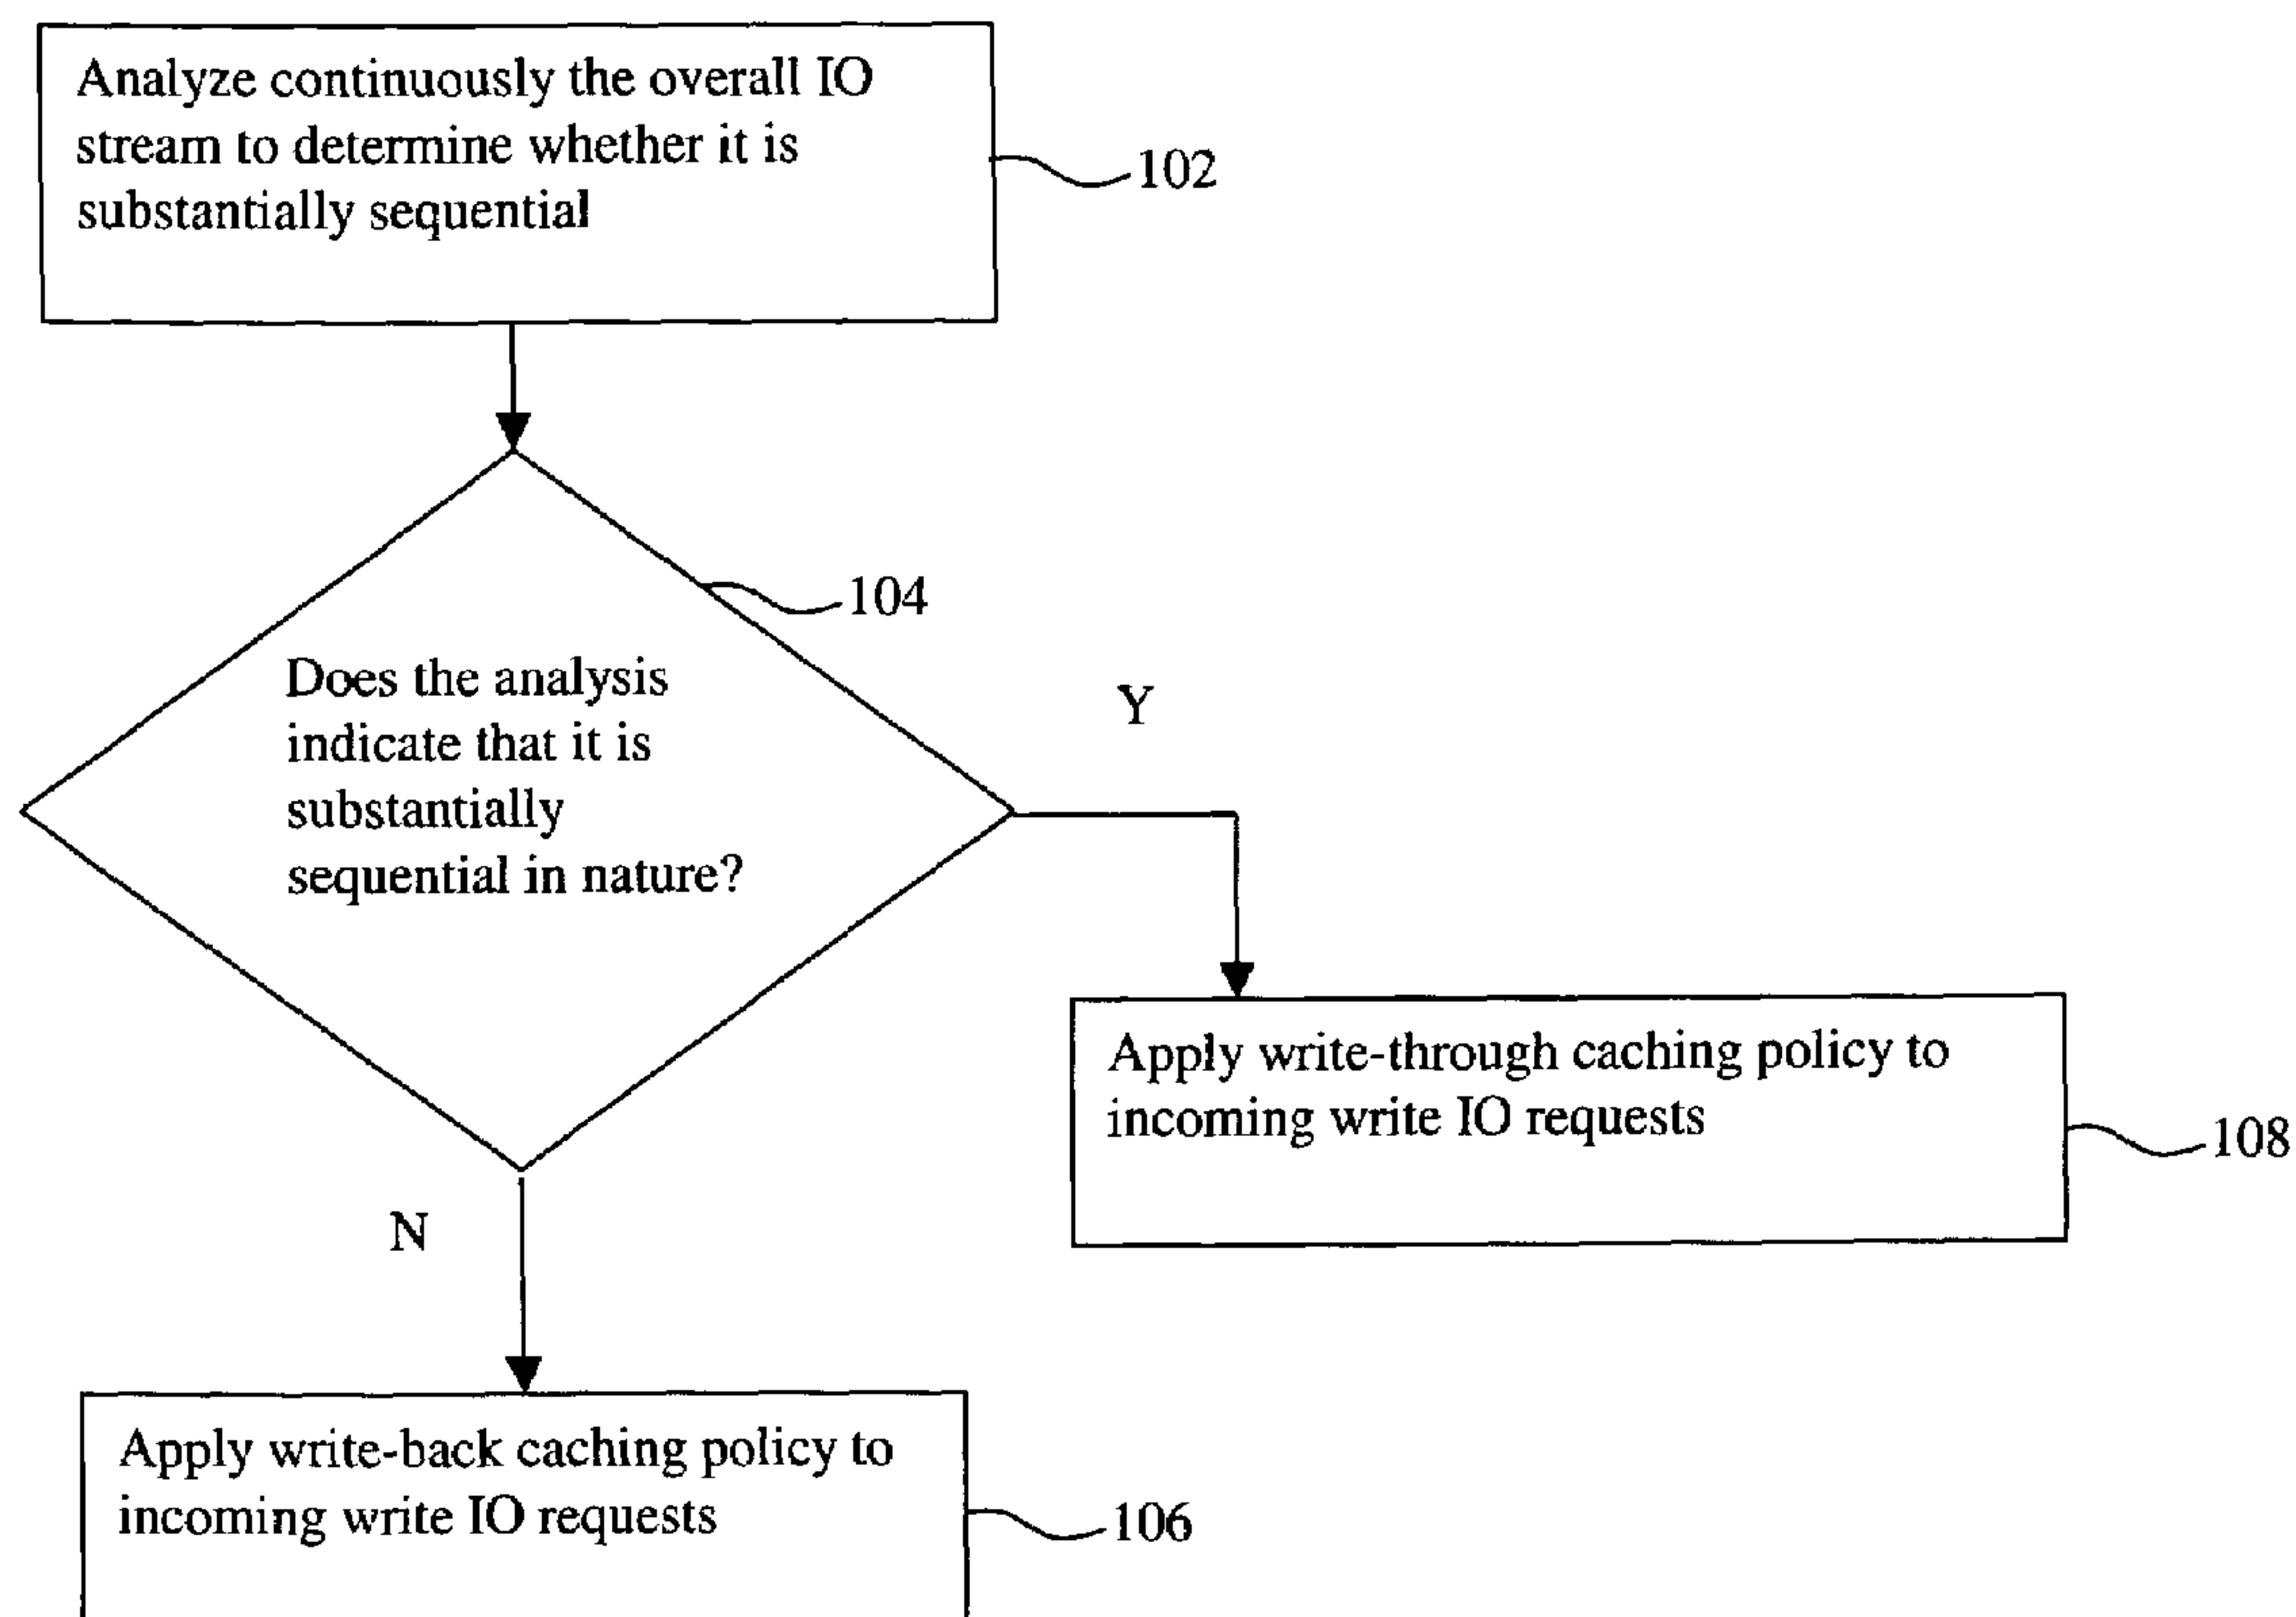 Analyze continuously the overall IO
stream to determine whether it is
substantially sequential
102
104
Does the analysis
indicate that it is
substantially
sequential in nature?
Y
Apply write-through caching policy to
incoming write IO requests
108
N
Apply write-back caching policy to
incoming write IO requests
106